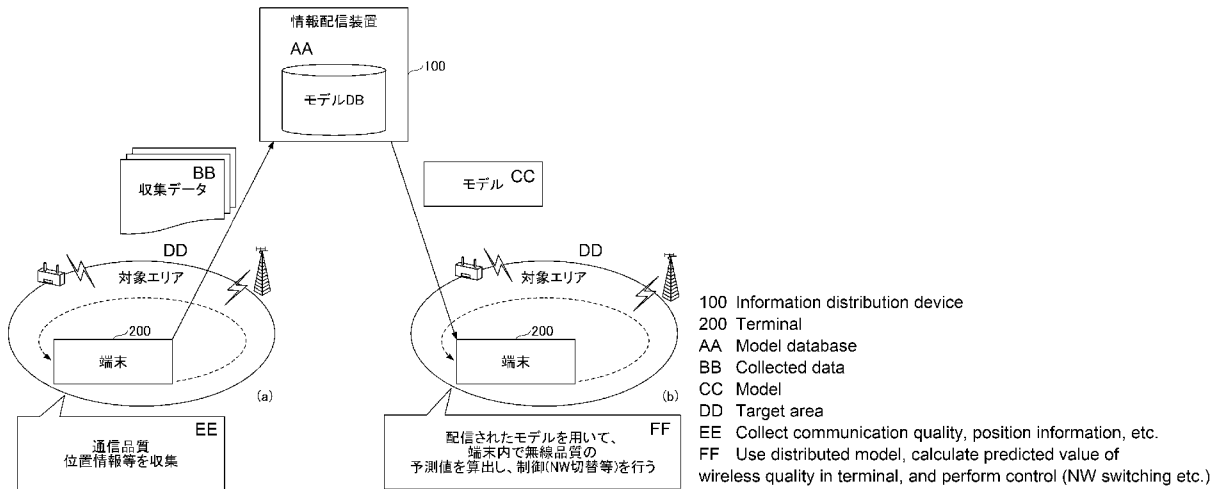 情報配信装置
AA
100
モデルDB
BB
収集データ
モデル CC
DD
対象エリア
200
端末
(a)
EE
通信品質
位置情報等を収集
DD
対象エリア
200
端末
(b)
FF
配信されたモデルを用いて、
端末内で無線品質の
予測値を算出し、制御(NW切替等)を行う
100 Information distribution device
200 Terminal
AA Model database
BB Collected data
CC Model
DD Target area
EE Collect communication quality, position information, etc.
FF Use distributed model, calculate predicted value of
wireless quality in terminal, and perform control (NW switching etc.)